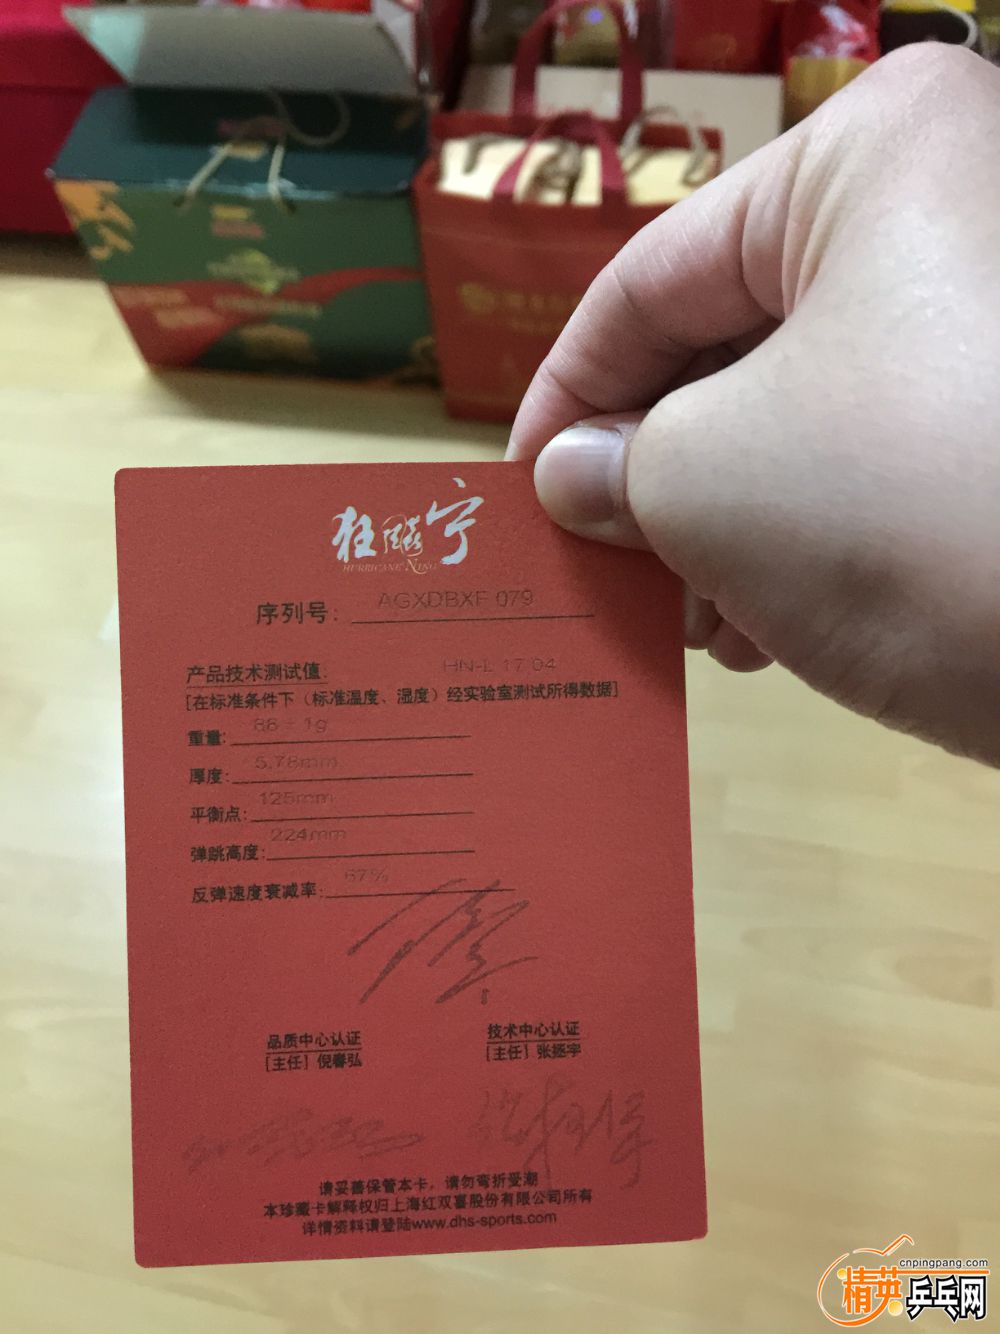 狂飚宁
HURRICANE NING
序列号: AGXDBXF 079
产品技术测试值: HN-L 17 04
[在标准条件下（标准温度、湿度）经实验室测试所得数据]
重量: 86±1g
厚度: 5.78mm
平衡点: 125mm
弹跳高度: 224mm
反弹速度衰减率: 67%
品质中心认证 技术中心认证
[主任] 倪春弘 [主任] 张拯宇
请妥善保管本卡，请勿弯折受潮
本珍藏卡解释权归上海红双喜股份有限公司所有
详情资料请登陆www.dhs-sports.com
cnpingpang.com
精英乒乓网